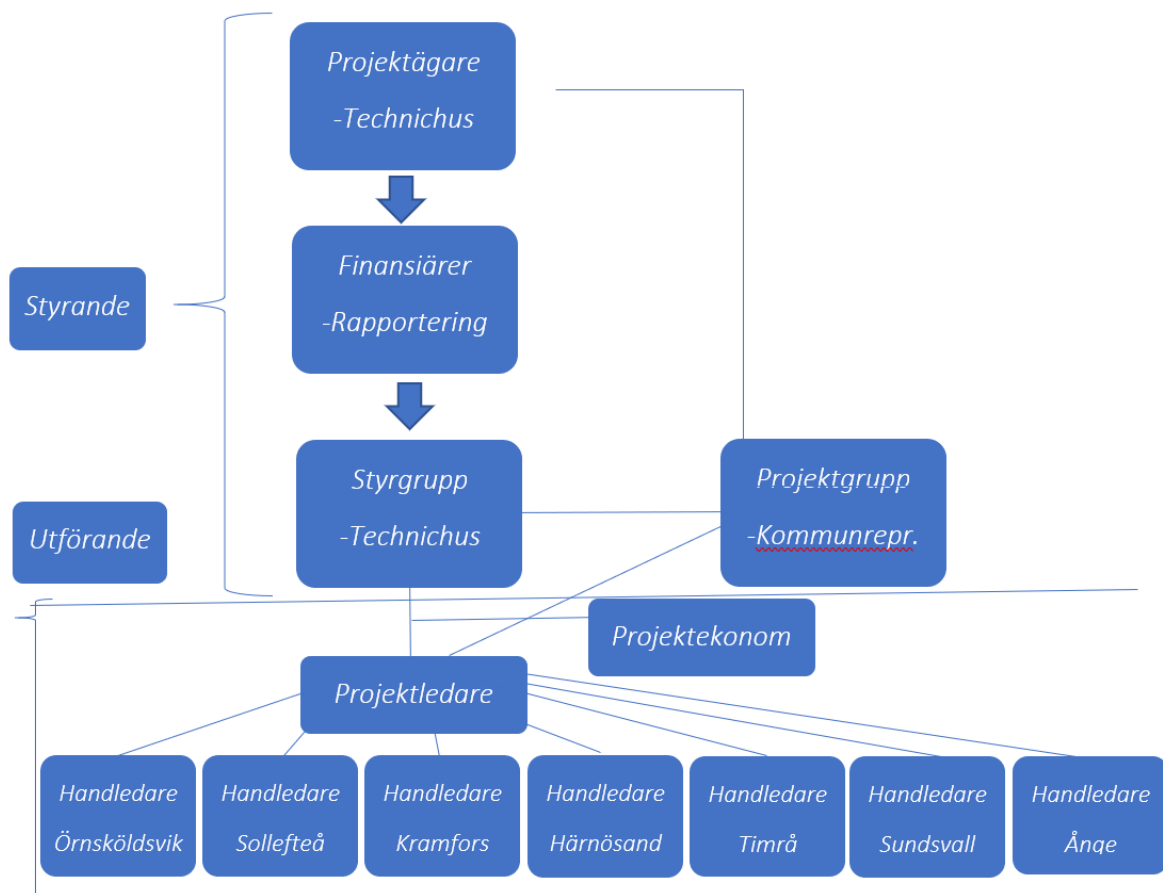 Projektägare
-Technichus
Finansiärer
-Rapportering
Styrande
Styrgrupp
-Technichus
Projektgrupp
-Kommunrepr.
Utförande
Projektekonom
Projektledare
Handledare
Örnsköldsvik
Handledare
Sollefteå
Handledare
Kramfors
Handledare
Härnösand
Handledare
Timrå
Handledare
Sundsvall
Handledare
Ånge